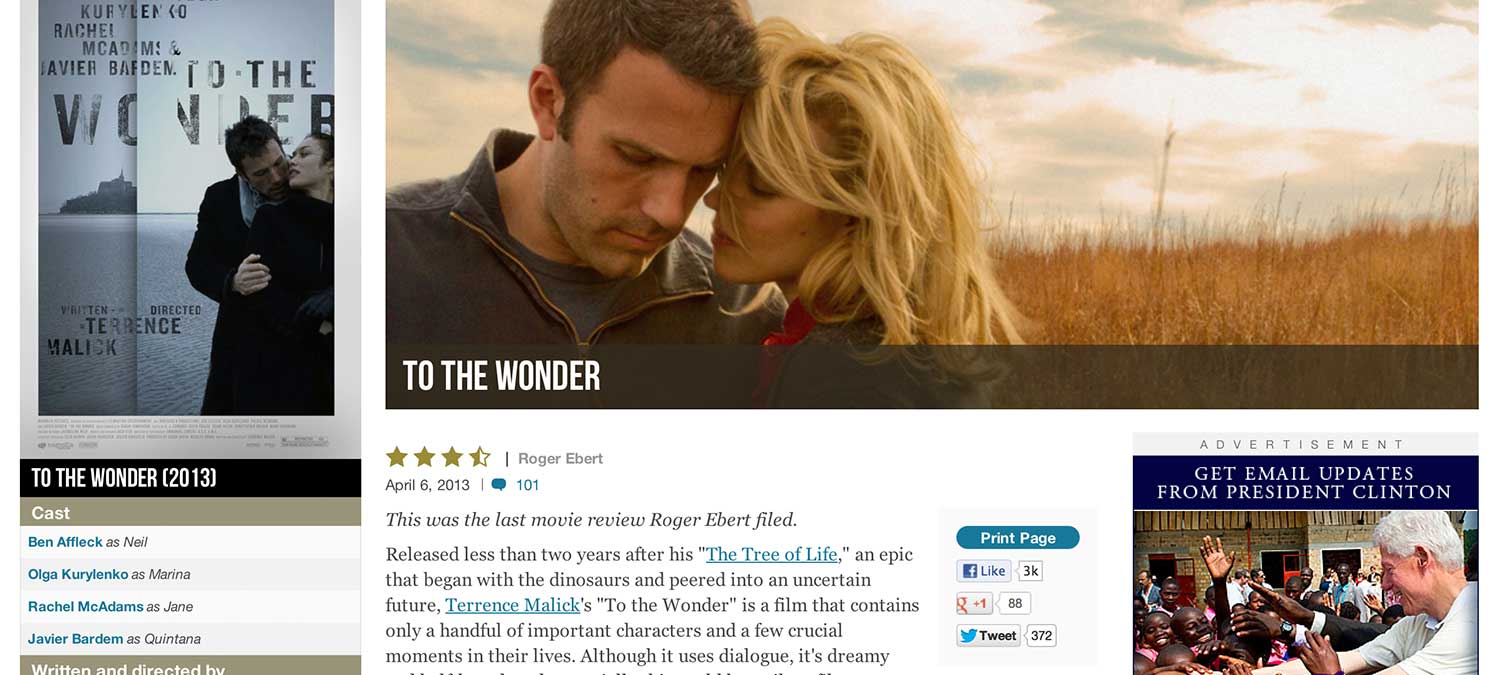 KURYLENKO
RACHEL
MCADAMS &
JAVIER BARDEM
TO·THE
WONDER
WRITTEN DIRECTED
TERRENCE
MALICK
TO THE WONDER (2013)
Cast
Ben Affleck as Neil
Olga Kurylenko as Marina
Rachel McAdams as Jane
Javier Bardem as Quintana
Written and directed by
TO THE WONDER
| Roger Ebert
April 6, 2013 | 101
This was the last movie review Roger Ebert filed.
Released less than two years after his "The Tree of Life," an epic
that began with the dinosaurs and peered into an uncertain
future, Terrence Malick's "To the Wonder" is a film that contains
only a handful of important characters and a few crucial
moments in their lives. Although it uses dialogue, it's dreamy
Print Page
Like 3k
+1 88
Tweet 372
ADVERTISEMENT
GET EMAIL UPDATES
FROM PRESIDENT CLINTON